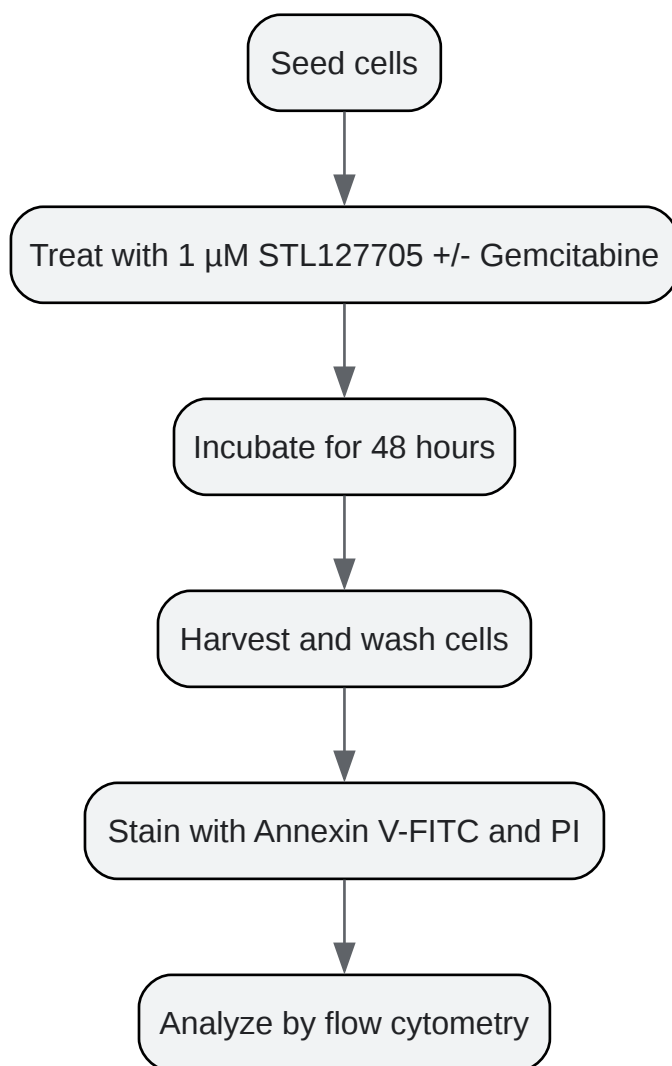 Seed cells
Treat with 1 µM STL127705 +/- Gemcitabine
Incubate for 48 hours
Harvest and wash cells
Stain with Annexin V-FITC and PI
Analyze by flow cytometry